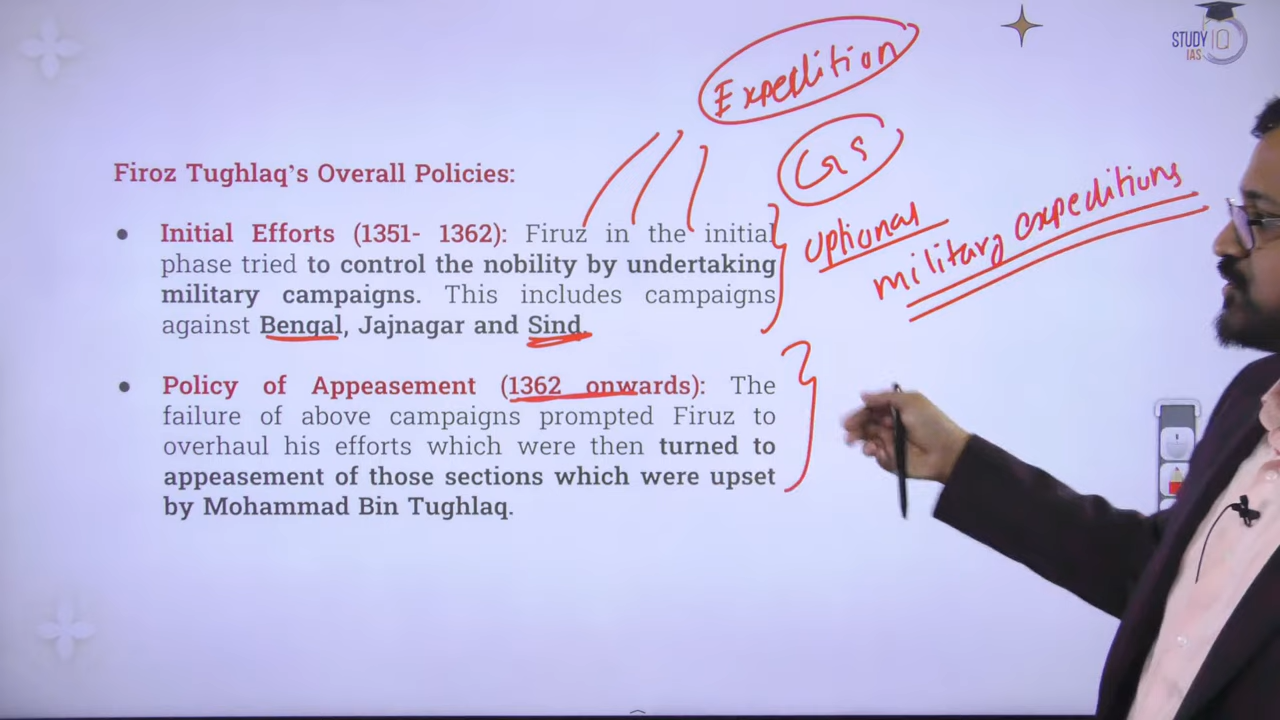 STUDY IQ
IAS
Expedition
GS
optional
military expeditions
Firoz Tughlaq's Overall Policies:
● Initial Efforts (1351- 1362): Firuz in the initial
phase tried to control the nobility by undertaking
military campaigns. This includes campaigns
against Bengal, Jajnagar and Sind.
● Policy of Appeasement (1362 onwards): The
failure of above campaigns prompted Firuz to
overhaul his efforts which were then turned to
appeasement of those sections which were upset
by Mohammad Bin Tughlaq.